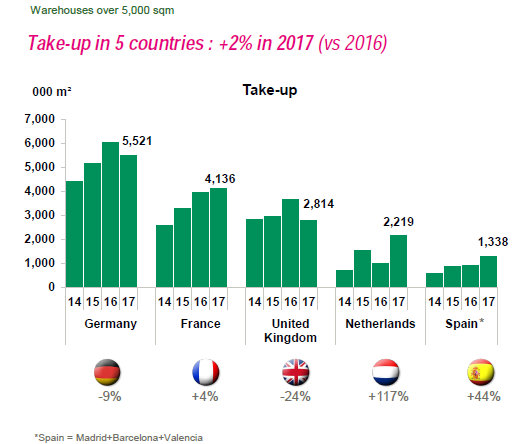 Warehouses over 5,000 sqm
Take-up in 5 countries : +2% in 2017 (vs 2016)
000 m²
Take-up
7,000
6,000
5,000
4,000
3,000
2,000
1,000
0
5,521
4,136
2,814
2,219
1,338
14 15 16 17 14 15 16 17 14 15 16 17 14 15 16 17 14 15 16 17
Germany France United Kingdom Netherlands Spain*
-9% +4% -24% +117% +44%
*Spain = Madrid+Barcelona+Valencia